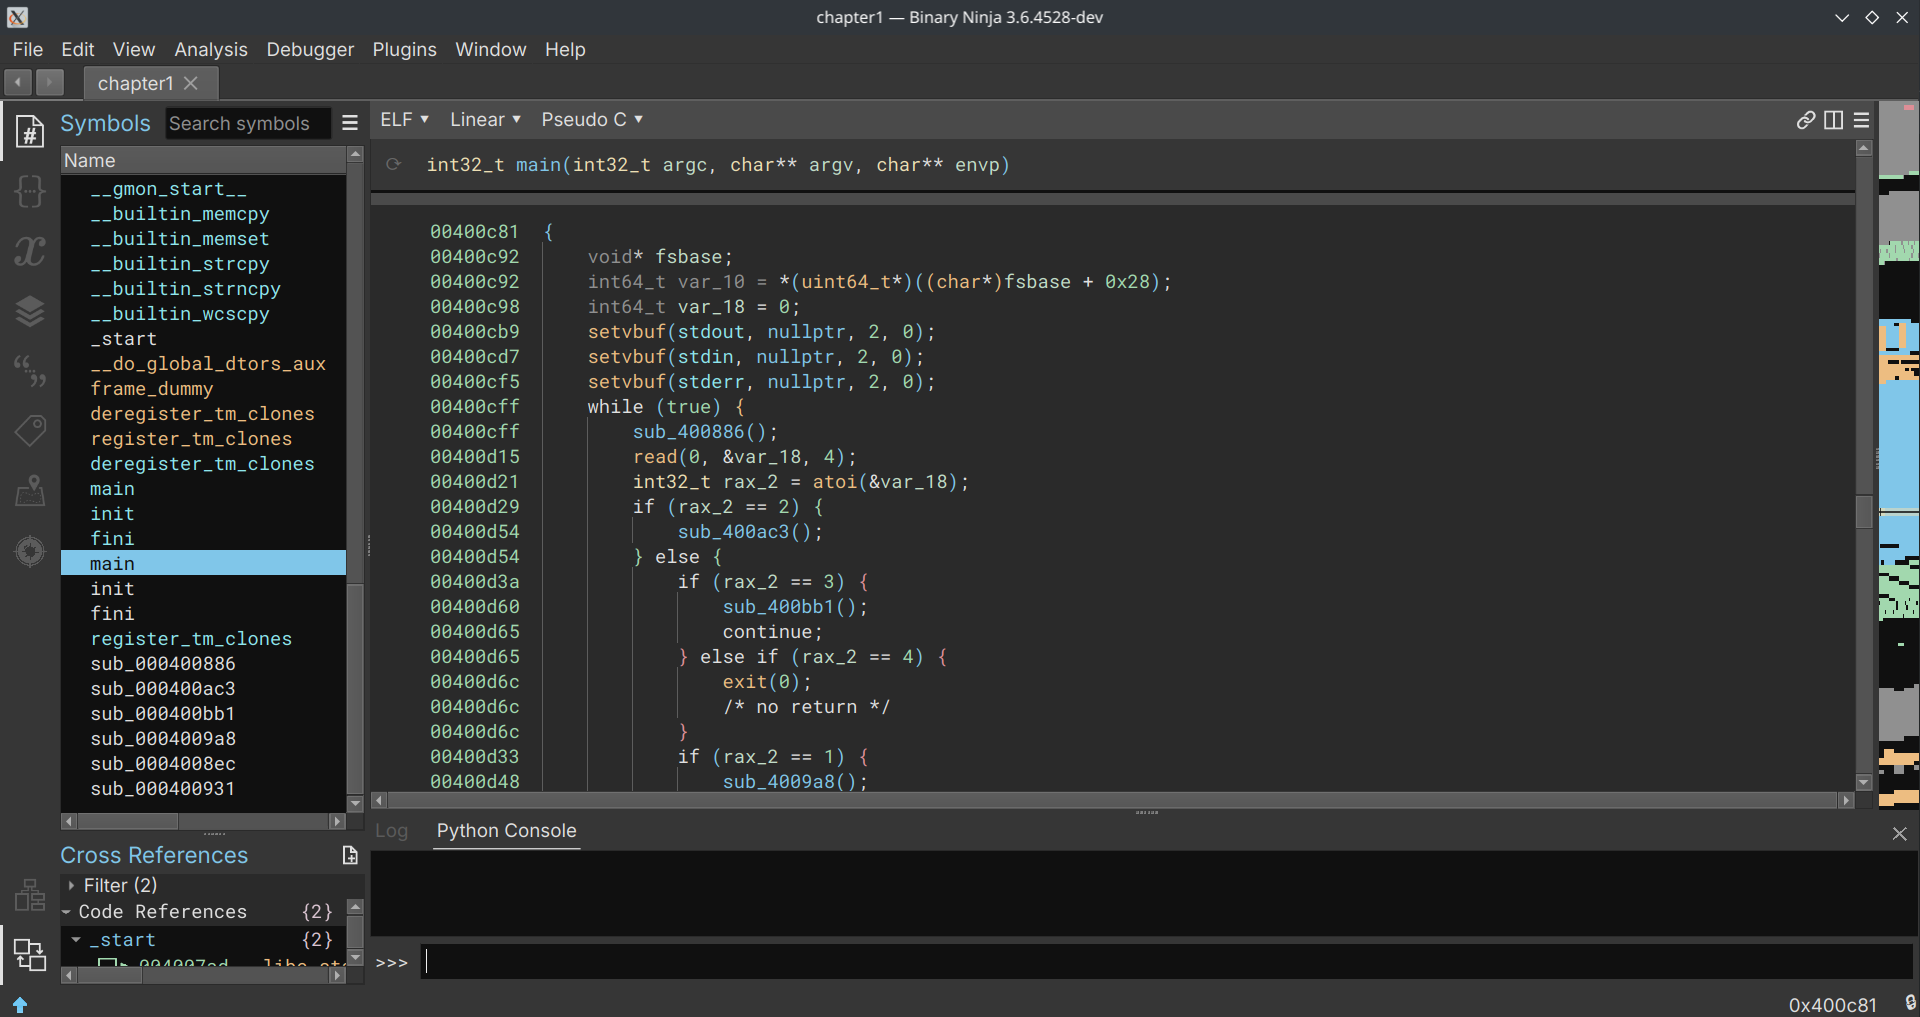 chapter1 — Binary Ninja 3.6.4528-dev
File Edit View Analysis Debugger Plugins Window Help
chapter1
Symbols Search symbols
Name
__gmon_start__
__builtin_memcpy
__builtin_memset
__builtin_strcpy
__builtin_strncpy
__builtin_wcscpy
_start
__do_global_dtors_aux
frame_dummy
deregister_tm_clones
register_tm_clones
deregister_tm_clones
main
init
fini
main
init
fini
register_tm_clones
sub_000400886
sub_000400ac3
sub_000400bb1
sub_0004009a8
sub_0004008ec
sub_000400931
Cross References
Filter (2)
Code References {2}
_start {2}
ELF ▾ Linear ▾ Pseudo C ▾
int32_t main(int32_t argc, char** argv, char** envp)
00400c81 {
00400c92 void* fsbase;
00400c92 int64_t var_10 = *(uint64_t*)((char*)fsbase + 0x28);
00400c98 int64_t var_18 = 0;
00400cb9 setvbuf(stdout, nullptr, 2, 0);
00400cd7 setvbuf(stdin, nullptr, 2, 0);
00400cf5 setvbuf(stderr, nullptr, 2, 0);
00400cff while (true) {
00400cff sub_400886();
00400d15 read(0, &var_18, 4);
00400d21 int32_t rax_2 = atoi(&var_18);
00400d29 if (rax_2 == 2) {
00400d54 sub_400ac3();
00400d54 } else {
00400d3a if (rax_2 == 3) {
00400d60 sub_400bb1();
00400d65 continue;
00400d65 } else if (rax_2 == 4) {
00400d6c exit(0);
00400d6c /* no return */
00400d6c }
00400d33 if (rax_2 == 1) {
00400d48 sub_4009a8();
Log Python Console
>>>
0x400c81